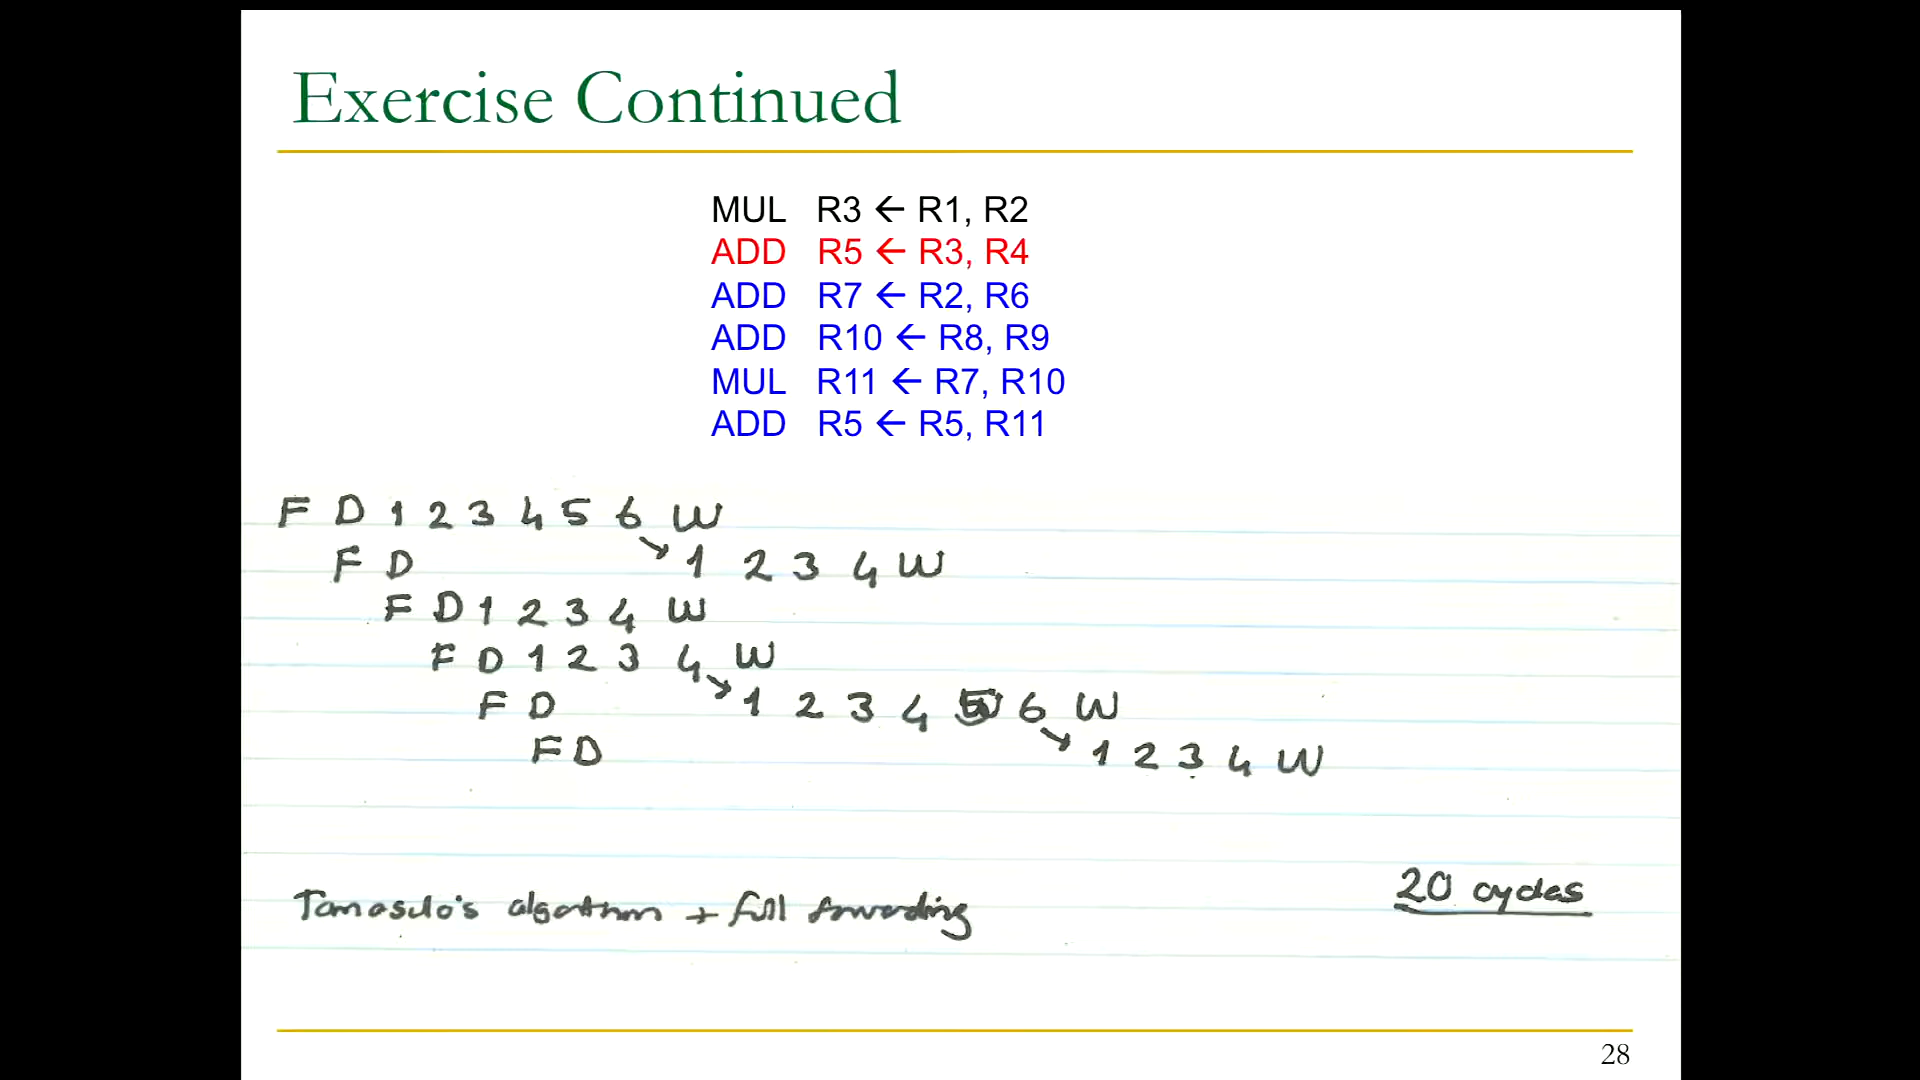 Exercise Continued
MUL R3 ← R1, R2
ADD R5 ← R3, R4
ADD R7 ← R2, R6
ADD R10 ← R8, R9
MUL R11 ← R7, R10
ADD R5 ← R5, R11
F D 1 2 3 4 5 6 W
F D 1 2 3 4 W
F D 1 2 3 4 W
F D 1 2 3 4 W
F D 1 2 3 4 5 6 W
F D 1 2 3 4 W
Tomasulo's algorithm + full forwarding
20 cycles
28